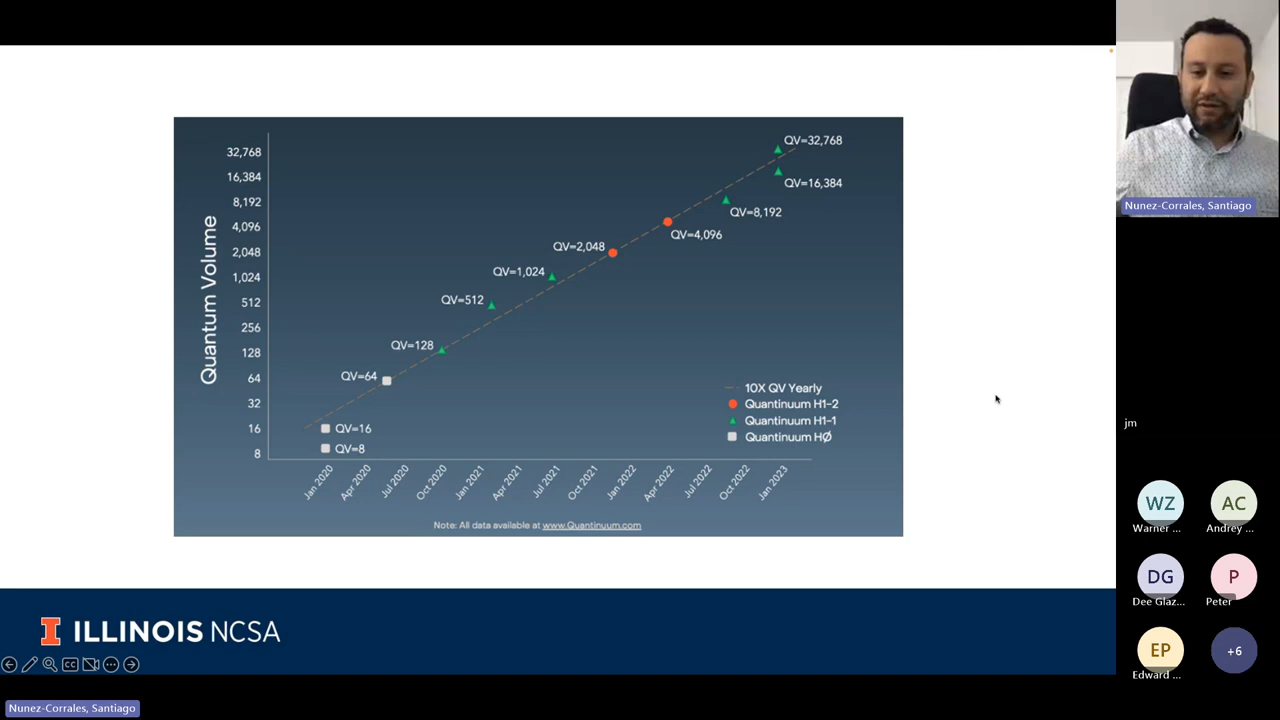 Quantum Volume
32,768
16,384
8,192
4,096
2,048
1,024
512
256
128
64
32
16
8
QV=32,768
QV=16,384
QV=8,192
QV=4,096
QV=2,048
QV=1,024
QV=512
QV=128
QV=64
QV=16
QV=8
10X QV Yearly
Quantinuum H1-2
Quantinuum H1-1
Quantinuum HØ
Jan 2020
Apr 2020
Jul 2020
Oct 2020
Jan 2021
Apr 2021
Jul 2021
Oct 2021
Jan 2022
Apr 2022
Jul 2022
Oct 2022
Jan 2023
Note: All data available at www.Quantinuum.com
I ILLINOIS NCSA
CC
Nunez-Corrales, Santiago
Nunez-Corrales, Santiago
jm
WZ
Warner ...
AC
Andrey ...
DG
Dee Glaz...
P
Peter
EP
Edward ...
+6